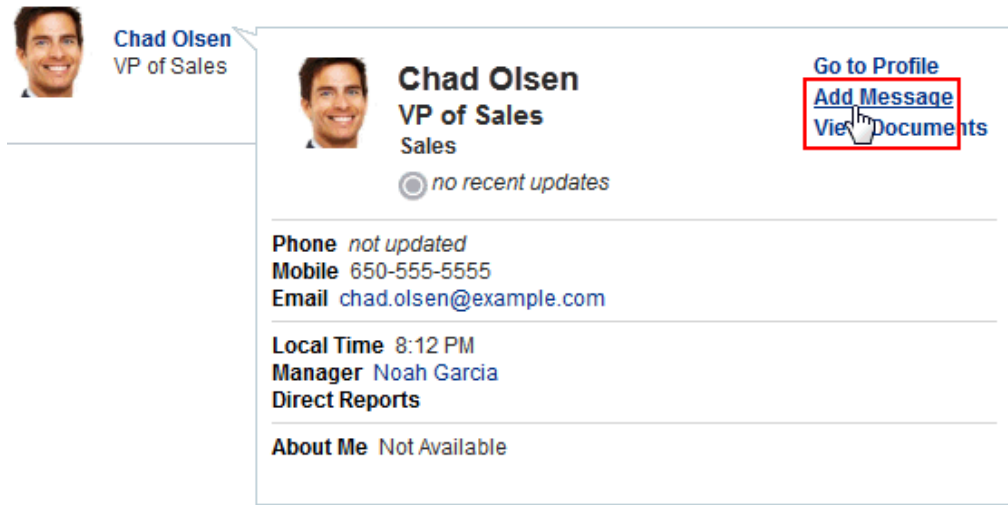 Chad Olsen
VP of Sales
Chad Olsen
VP of Sales
Sales
no recent updates
Go to Profile
Add Message
View Documents
Phone not updated
Mobile 650-555-5555
Email chad.olsen@example.com
Local Time 8:12 PM
Manager Noah Garcia
Direct Reports
About Me Not Available